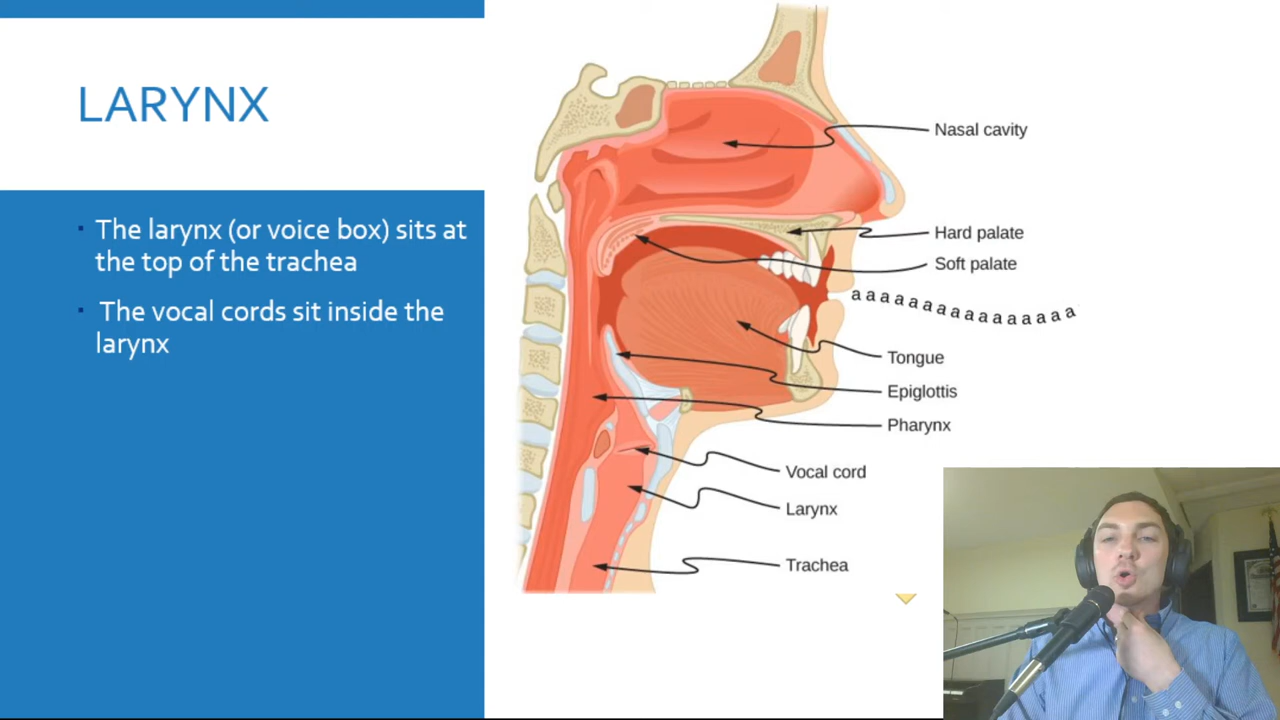 LARYNX
The larynx (or voice box) sits at
the top of the trachea
The vocal cords sit inside the
larynx
Nasal cavity
Hard palate
Soft palate
a a a a a a a a a a a a a a a a
Tongue
Epiglottis
Pharynx
Vocal cord
Larynx
Trachea